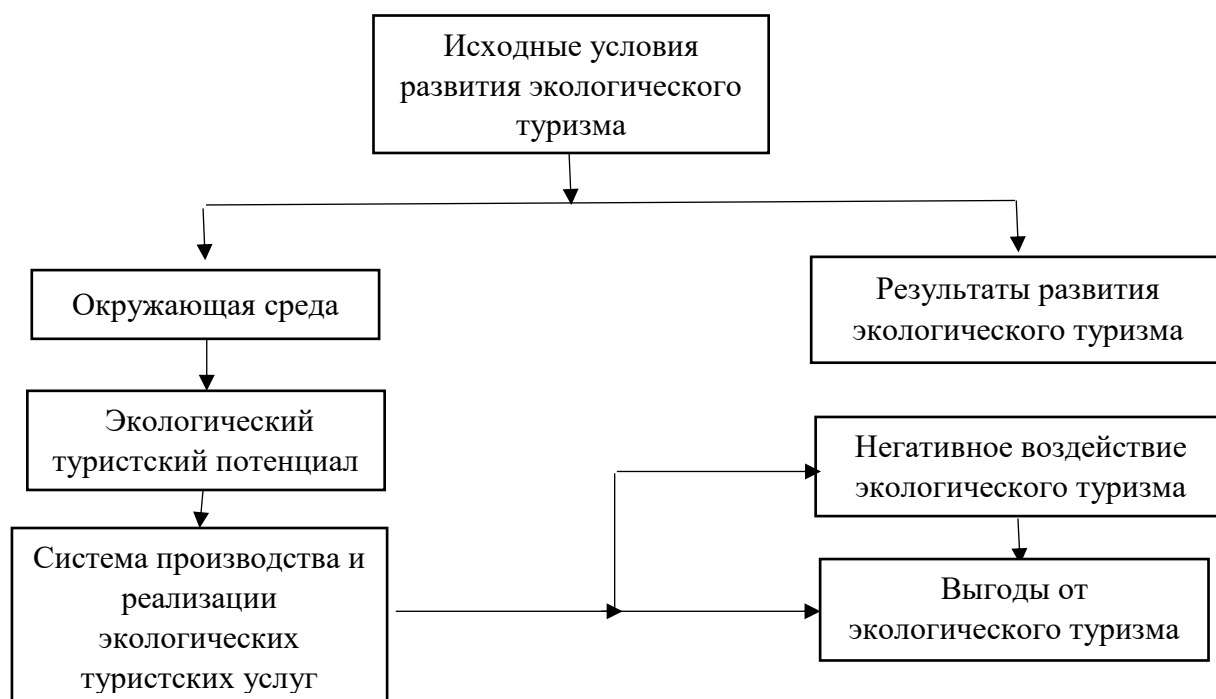 Исходные условия
развития экологического
туризма
Окружающая среда
Результаты развития
экологического туризма
Экологический
туристский потенциал
Негативное воздействие
экологического туризма
Система производства и
реализации
экологических
туристских услуг
Выгоды от
экологического туризма